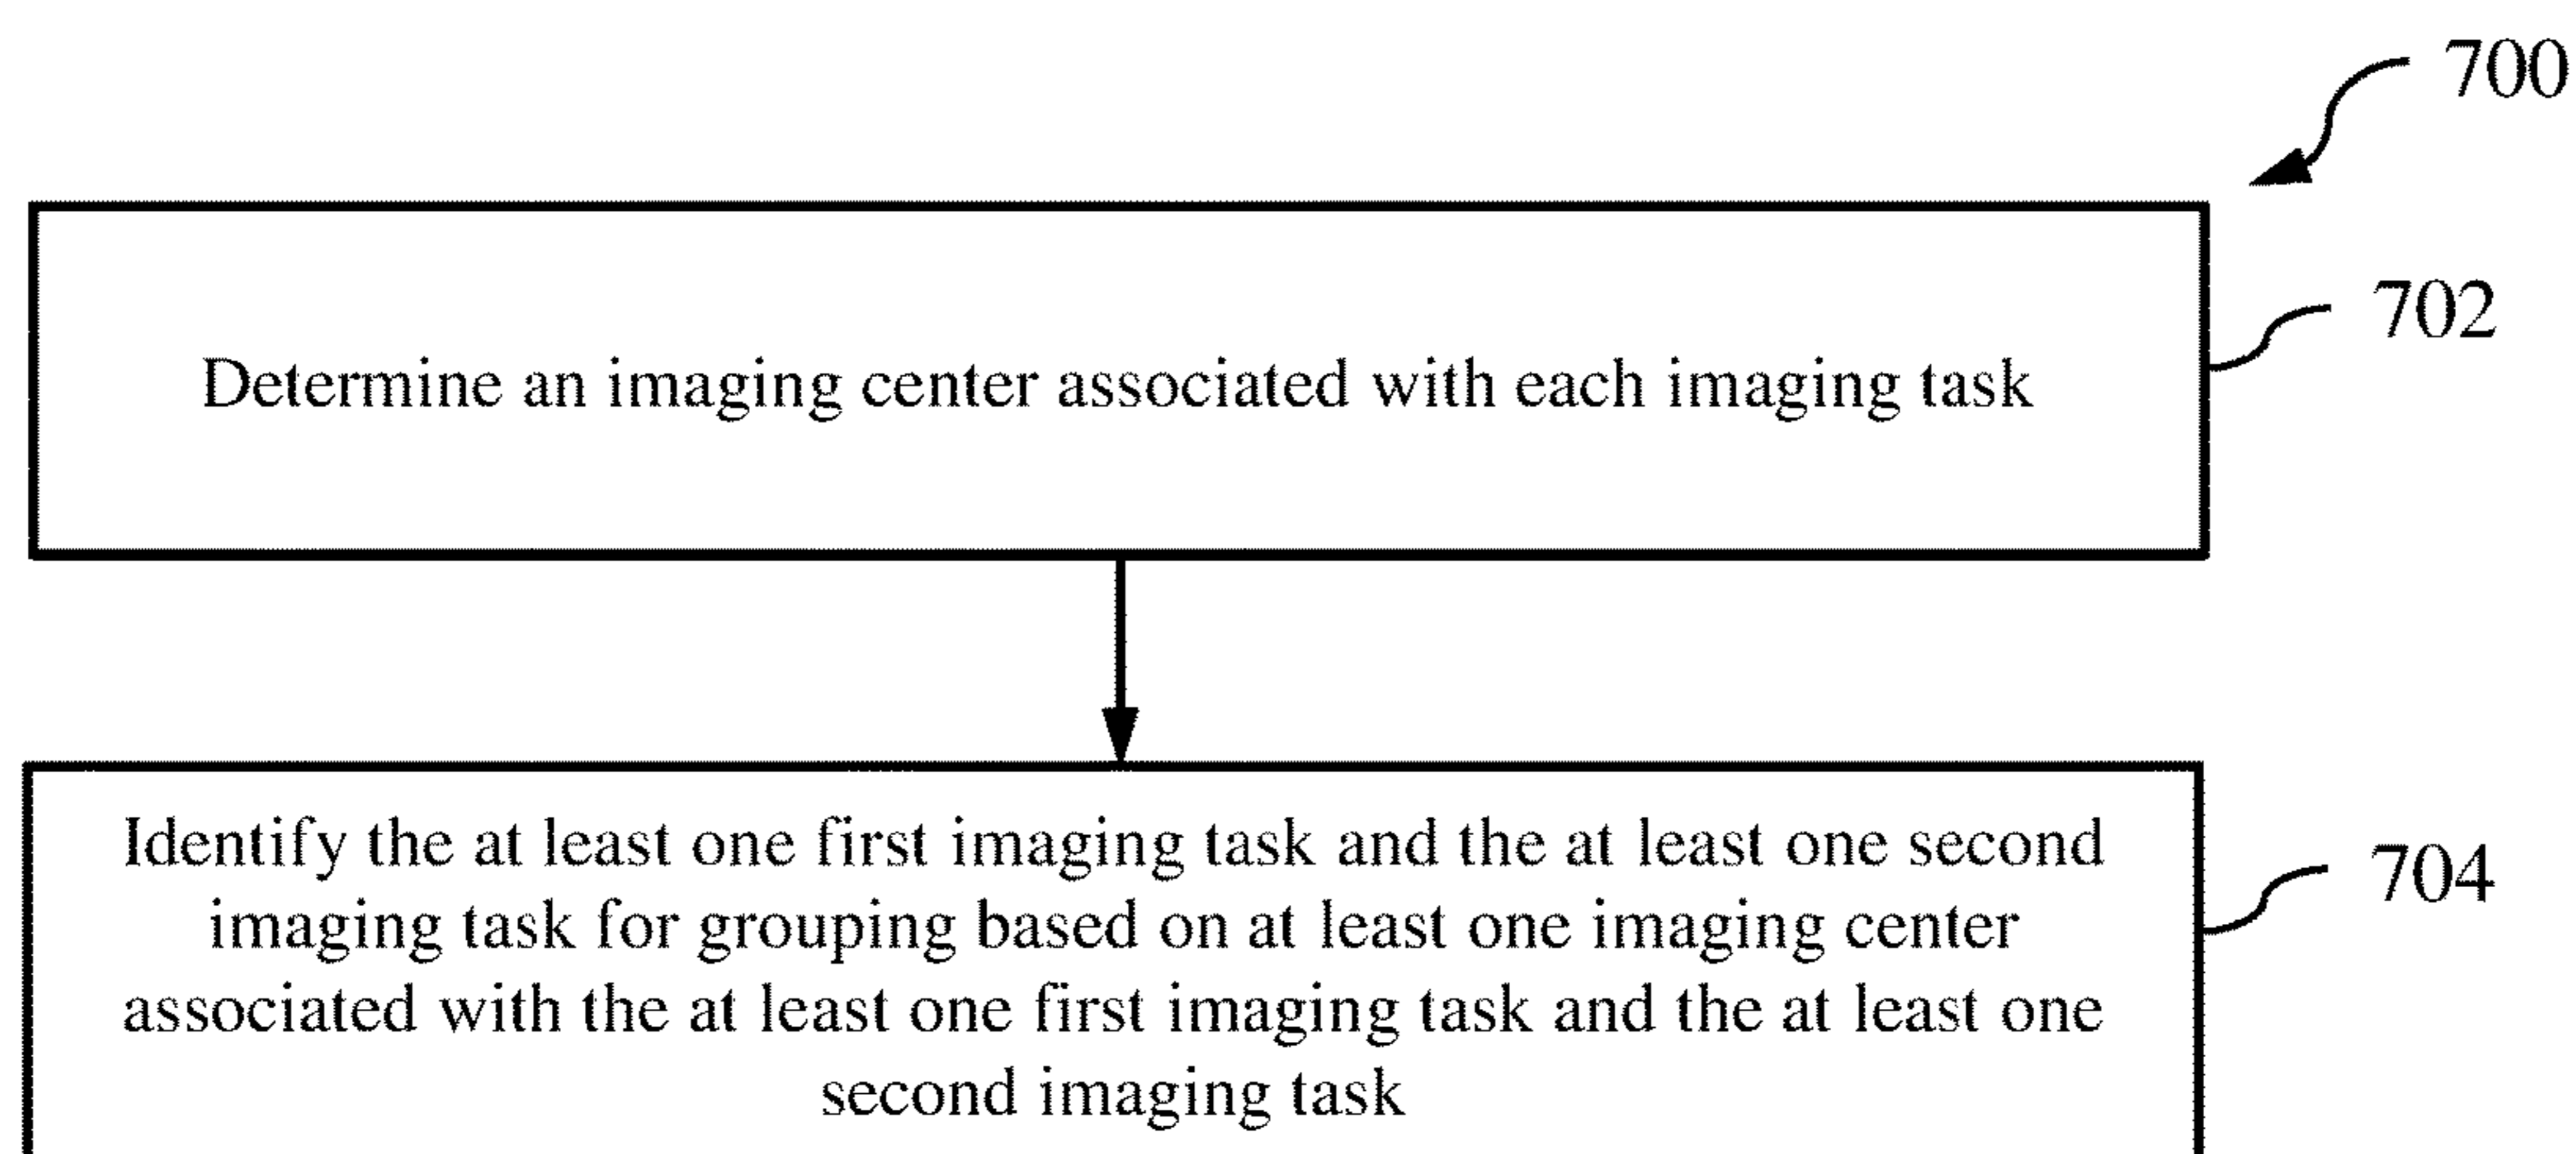 700
702
Determine an imaging center associated with each imaging task
Identify the at least one first imaging task and the at least one second
704
imaging task for grouping based on at least one imaging center
associated with the at least one first imaging task and the at least one
second imaging task